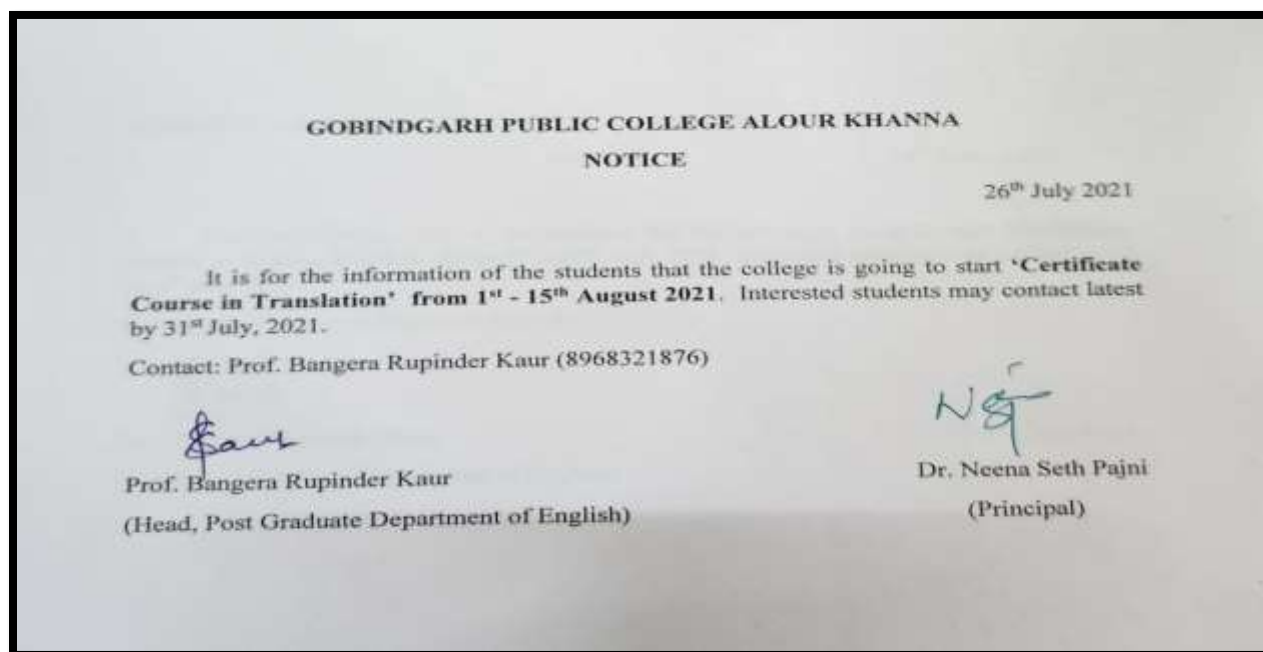 GOBINDGARH PUBLIC COLLEGE ALOUR KHANNA
NOTICE
26th July 2021
It is for the information of the students that the college is going to start ‘Certificate
Course in Translation’ from 1st - 15th August 2021. Interested students may contact latest
by 31st July, 2021.
Contact: Prof. Bangera Rupinder Kaur (8968321876)
Prof. Bangera Rupinder Kaur
Dr. Neena Seth Pajni
(Head, Post Graduate Department of English)
(Principal)